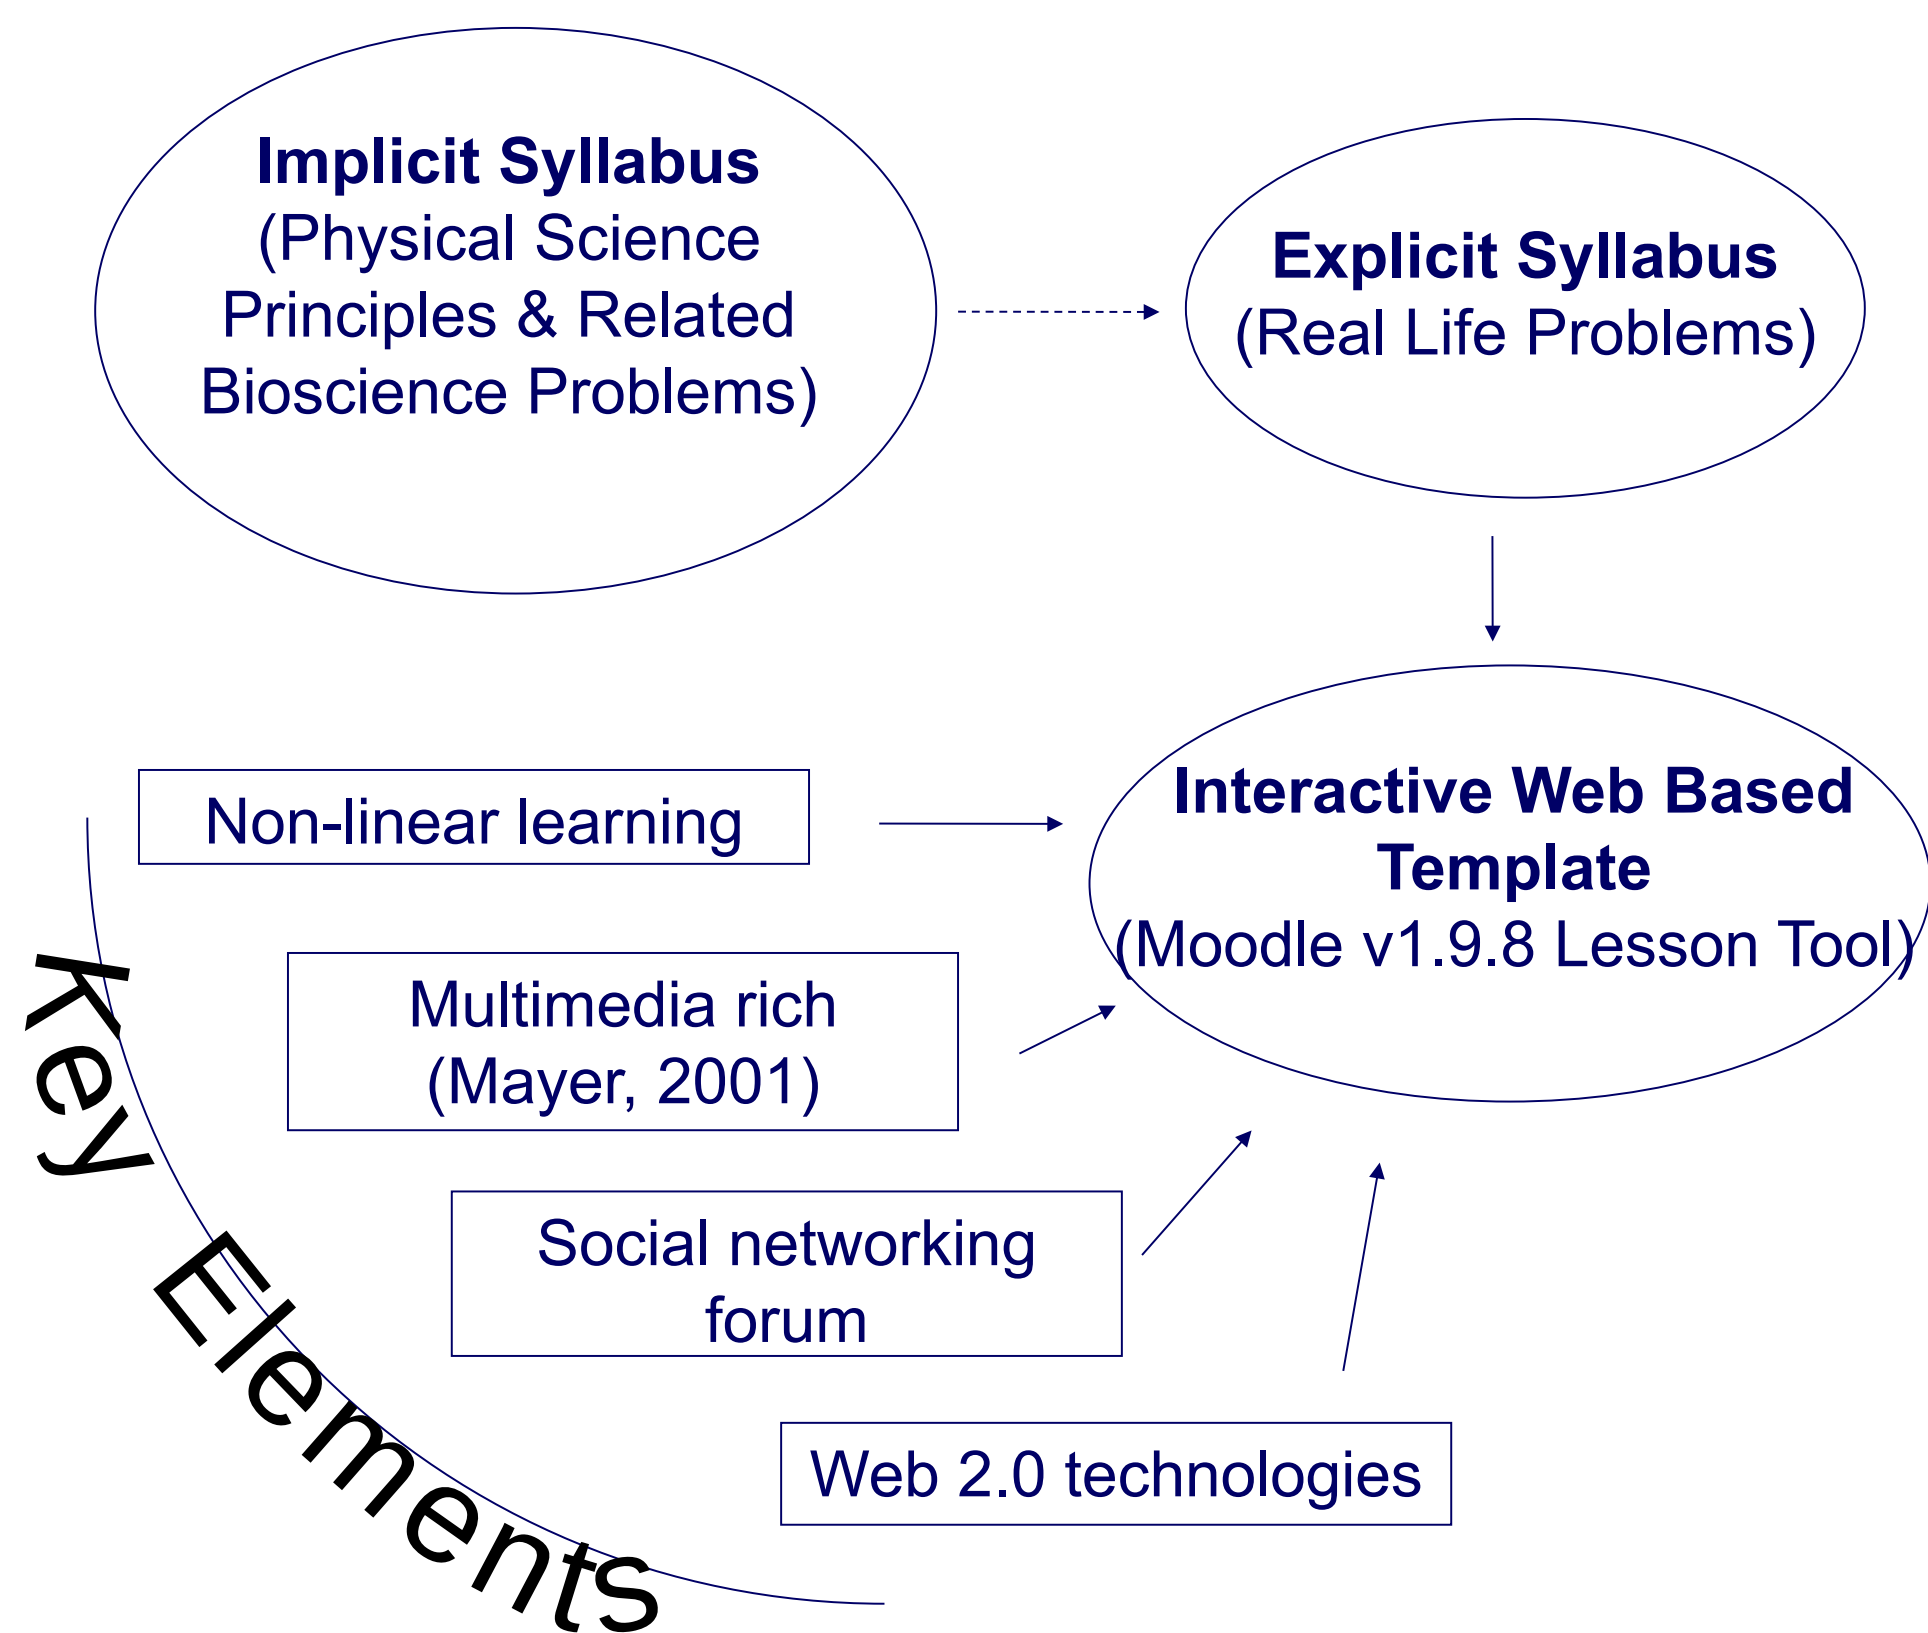 Implicit Syllabus
(Physical Science
Principles & Related
Bioscience Problems)
Explicit Syllabus
(Real Life Problems)
Interactive Web Based
Template
(Moodle v1.9.8 Lesson Tool)
Non-linear learning
Multimedia rich
(Mayer, 2001)
Social networking
forum
Web 2.0 technologies
Key Elements